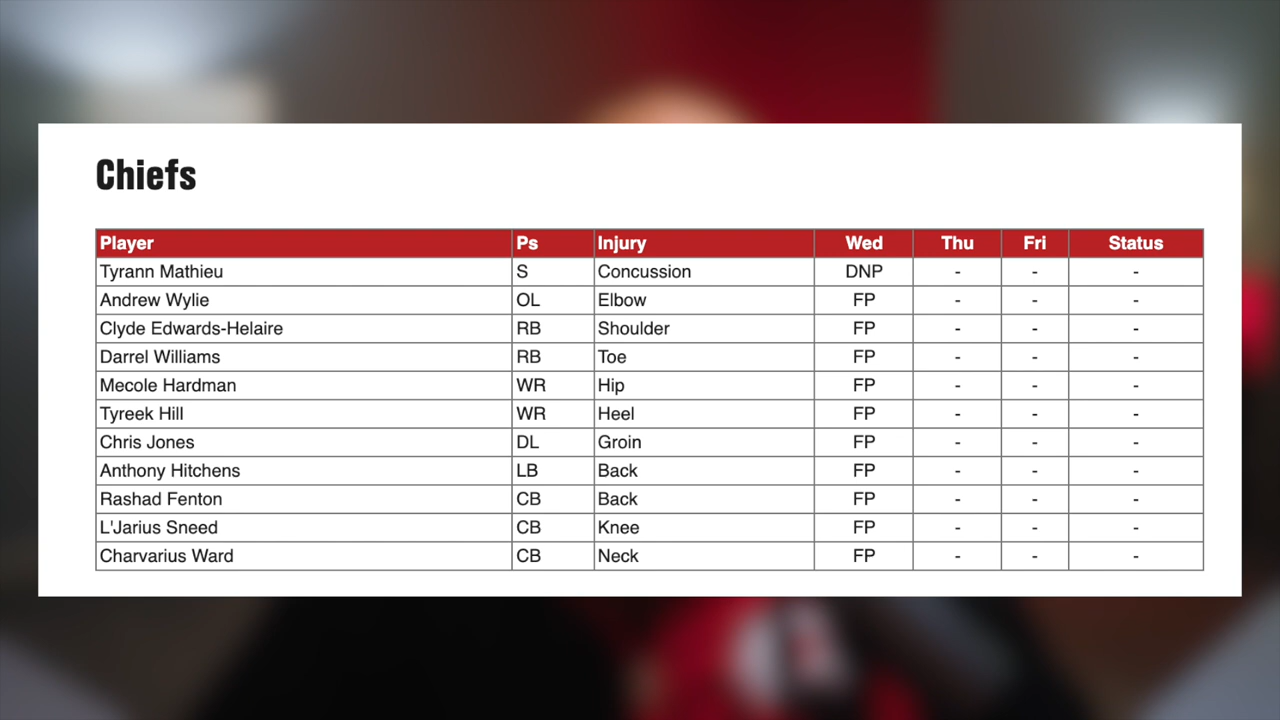 Chiefs
Player Ps Injury Wed Thu Fri Status
Tyrann Mathieu S Concussion DNP - - -
Andrew Wylie OL Elbow FP - - -
Clyde Edwards-Helaire RB Shoulder FP - - -
Darrel Williams RB Toe FP - - -
Mecole Hardman WR Hip FP - - -
Tyreek Hill WR Heel FP - - -
Chris Jones DL Groin FP - - -
Anthony Hitchens LB Back FP - - -
Rashad Fenton CB Back FP - - -
L'Jarius Sneed CB Knee FP - - -
Charvarius Ward CB Neck FP - - -